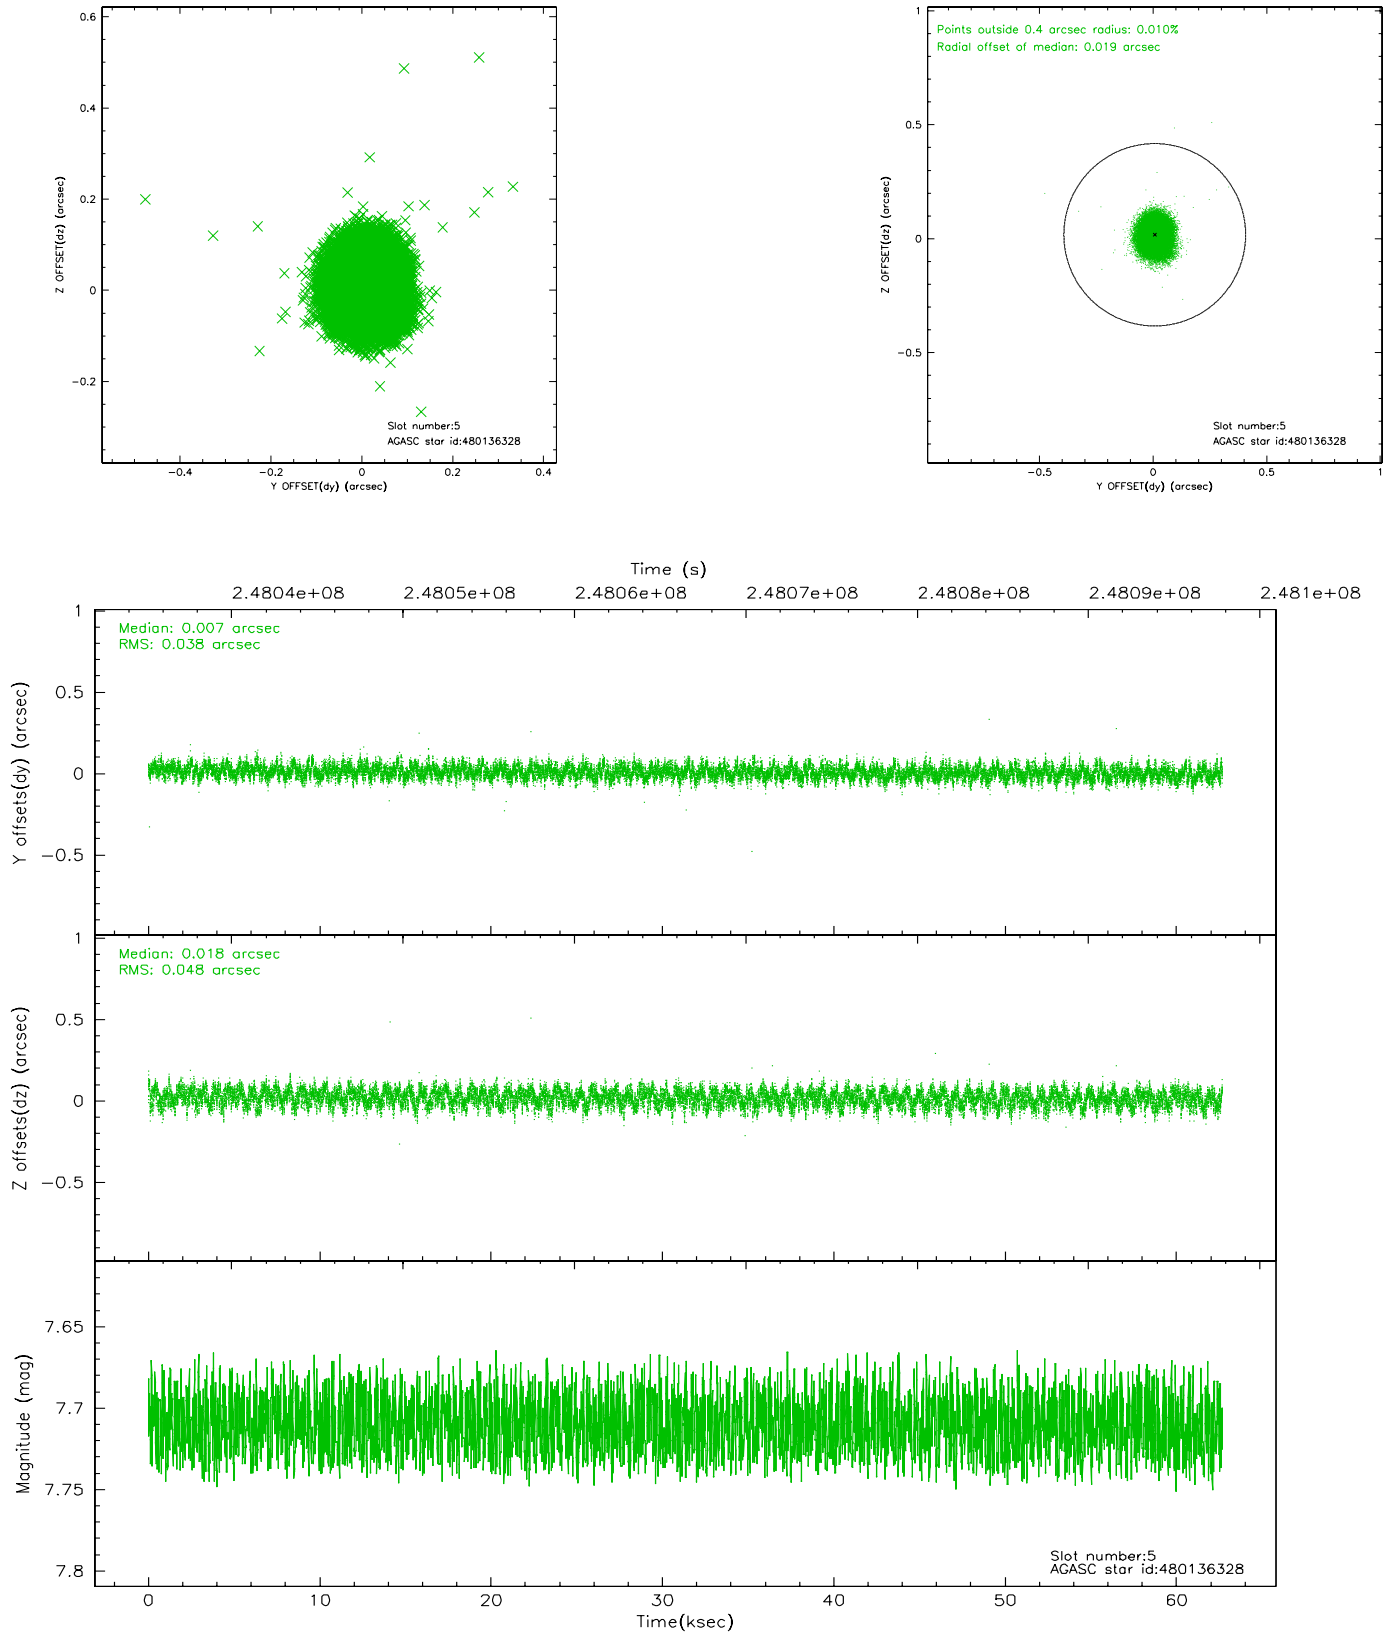 0.6
0.4
0.2
0
−0.2
Z OFFSET(dz) (arcsec)
Slot number:5
AGASC star id:480136328
−0.4 −0.2 0 0.2 0.4
Y OFFSET(dy) (arcsec)
1
0.5
0
−0.5
Z OFFSET(dz) (arcsec)
Points outside 0.4 arcsec radius: 0.010%
Radial offset of median: 0.019 arcsec
Slot number:5
AGASC star id:480136328
−0.5 0 0.5 1
Y OFFSET(dy) (arcsec)
Time (s)
2.4804e+08 2.4805e+08 2.4806e+08 2.4807e+08 2.4808e+08 2.4809e+08 2.481e+08
Median: 0.007 arcsec
RMS: 0.038 arcsec
1
0.5
0
−0.5
Y offsets(dy) (arcsec)
Median: 0.018 arcsec
RMS: 0.048 arcsec
1
0.5
0
−0.5
Z offsets(dz) (arcsec)
7.65
7.7
7.75
7.8
Magnitude (mag)
Slot number:5
AGASC star id:480136328
0 10 20 30 40 50 60
Time(ksec)